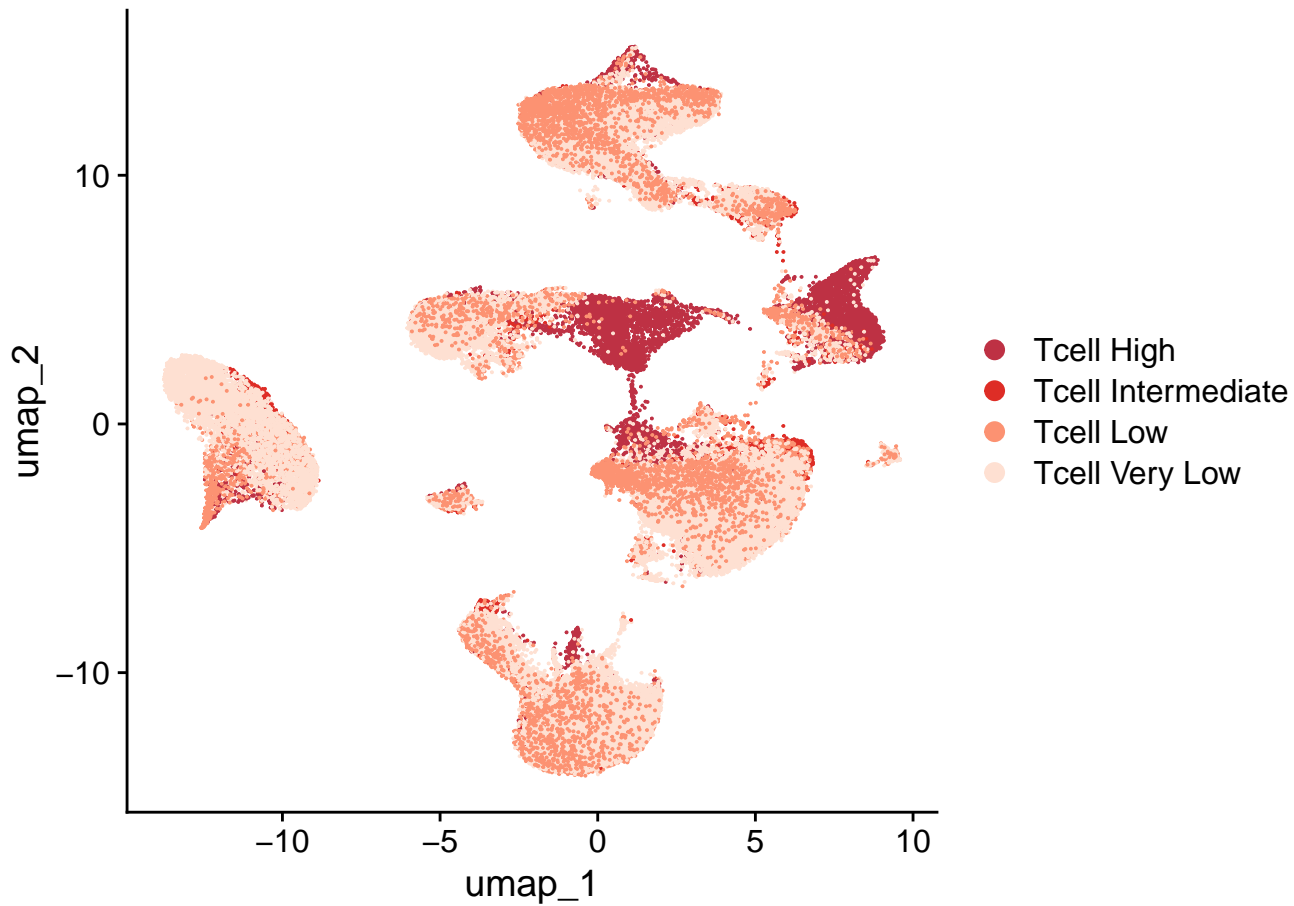 10
0
−10
−10
−5
0
5
10
umap_1
umap_2
Tcell High
Tcell Intermediate
Tcell Low
Tcell Very Low